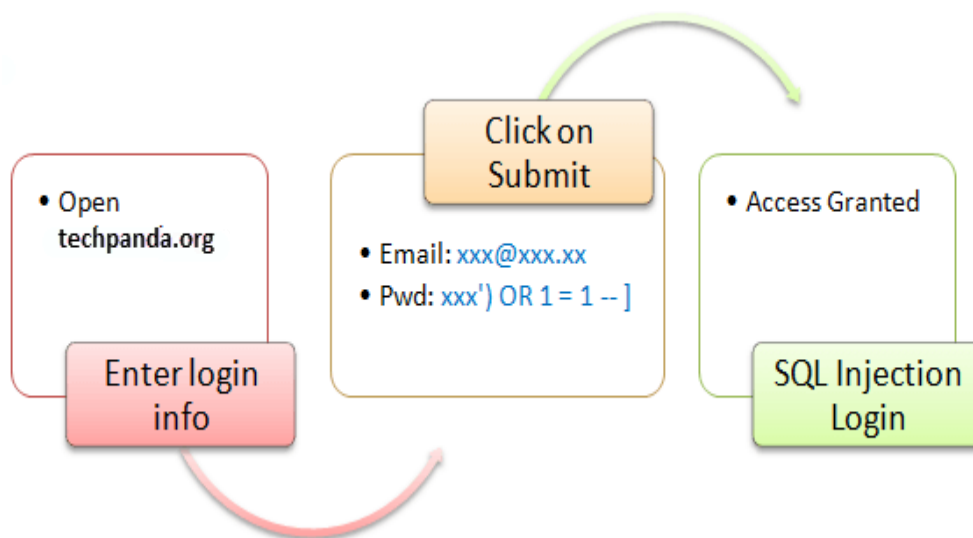 • Open
techpanda.org
Enter login
info
Click on
Submit
• Email: xxx@xxx.xx
• Pwd: xxx') OR 1 = 1 -- ]
• Access Granted
SQL Injection
Login